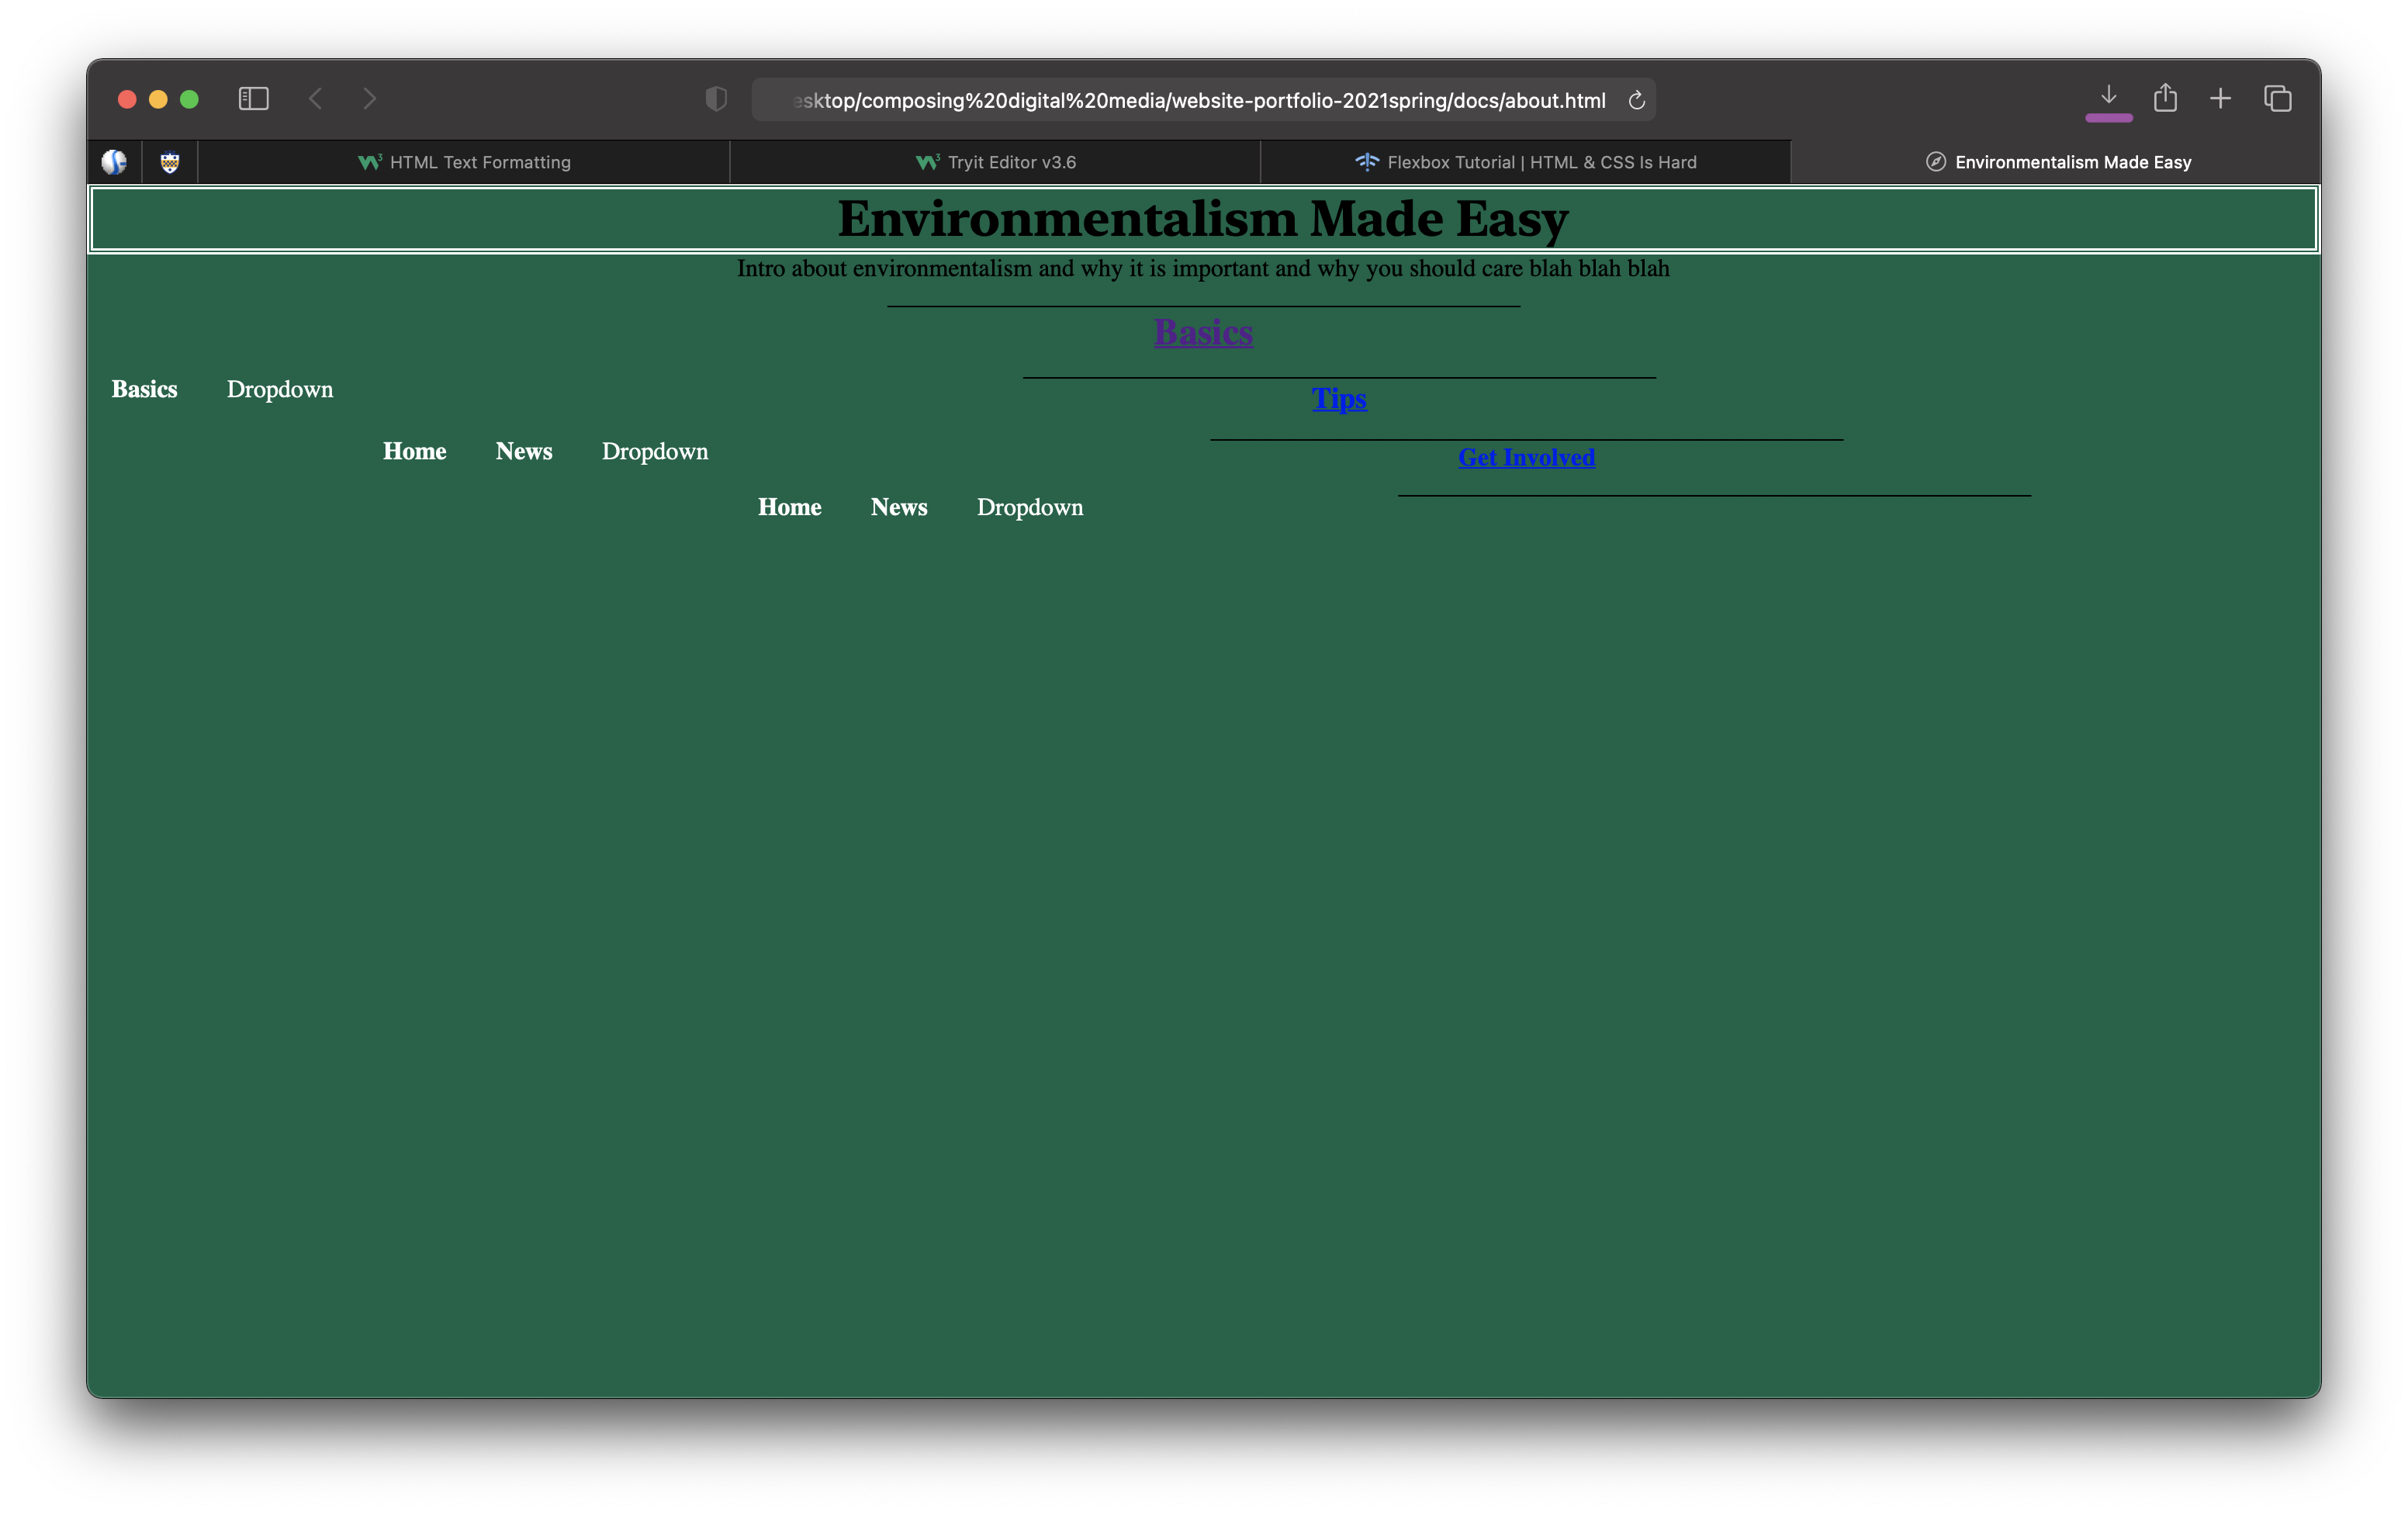 esktop/composing%20digital%20media/website-portfolio-2021spring/docs/about.html
HTML Text Formatting Tryit Editor v3.6 Flexbox Tutorial | HTML & CSS Is Hard Environmentalism Made Easy
Environmentalism Made Easy
Intro about environmentalism and why it is important and why you should care blah blah blah
Basics
Basics Dropdown
Tips
Home News Dropdown
Get Involved
Home News Dropdown